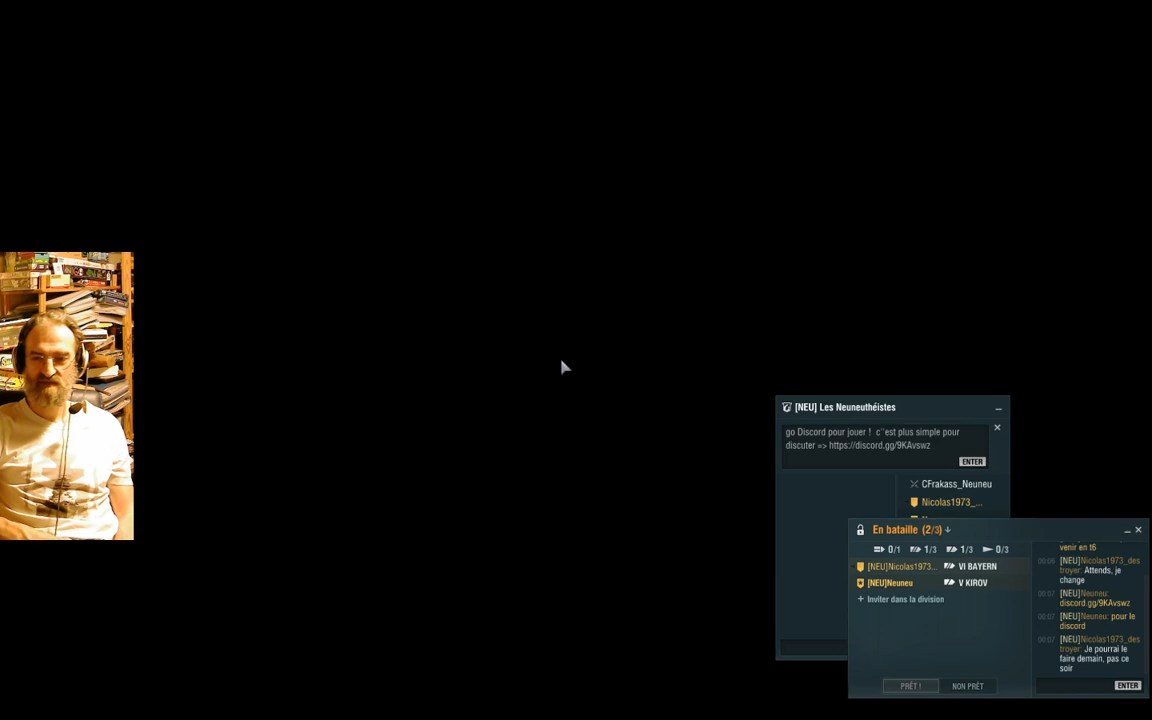 [NEU] Les Neuneuthéistes
go Discord pour jouer ! c''est plus simple pour
discuter => https://discord.gg/9KAvswz
ENTER
CFrakass_Neuneu
Nicolas1973_...
En bataille (2/3)
0/1 1/3 1/3 0/3
[NEU]Nicolas1973... VI BAYERN
[NEU]Neuneu V KIROV
+ Inviter dans la division
PRÊT !
NON PRÊT
venir en t6
00:06 [NEU]Nicolas1973_des
troyer: Attends, je
change
00:07 [NEU]Neuneu:
discord.gg/9KAvswz
00:07 [NEU]Neuneu: pour le
discord
00:07 [NEU]Nicolas1973_des
troyer: Je pourrai le
faire demain, pas ce
soir
ENTER